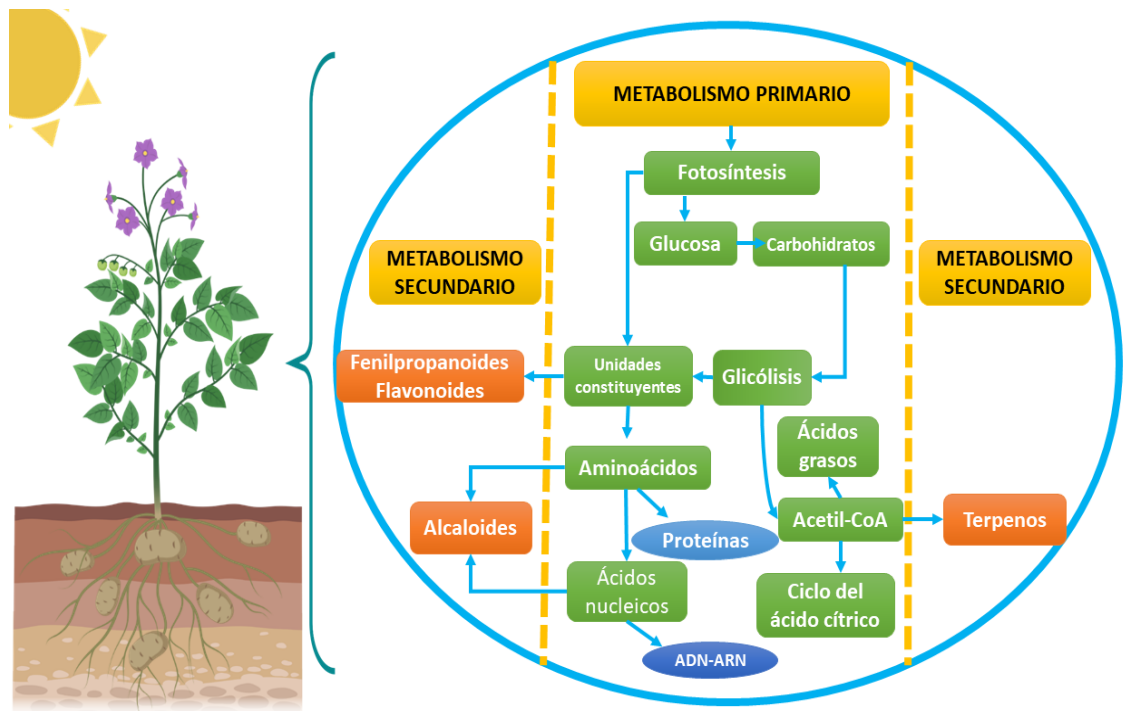 METABOLISMO PRIMARIO
Fotosíntesis
Glucosa
Carbohidratos
METABOLISMO
SECUNDARIO
METABOLISMO
SECUNDARIO
Fenilpropanoides
Flavonoides
Unidades
constituyentes
Glicólisis
Ácidos
grasos
Aminoácidos
Alcaloides
Proteínas
Acetil-CoA
Terpenos
Ácidos
nucleicos
Ciclo del
ácido cítrico
ADN-ARN